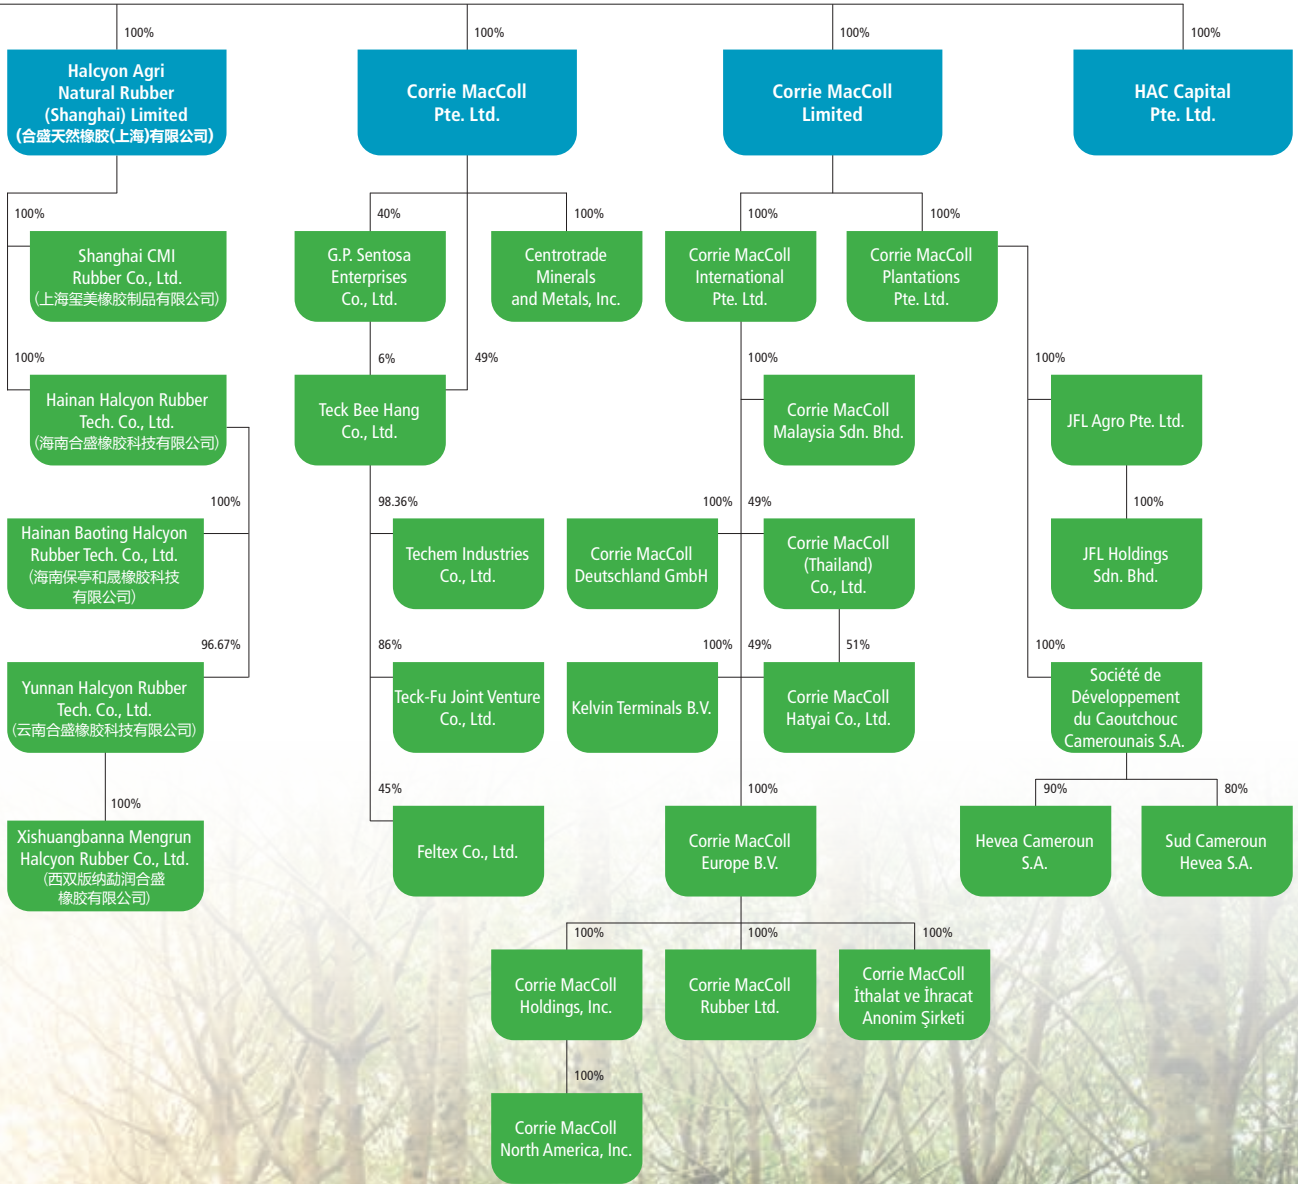 100%
100%
100%
100%
Halcyon Agri
Natural Rubber
(Shanghai) Limited
(合盛天然橡胶(上海)有限公司)
Corrie MacColl
Pte. Ltd.
Corrie MacColl
Limited
HAC Capital
Pte. Ltd.
100%
40%
100%
100%
100%
Shanghai CMI
Rubber Co., Ltd.
(上海玺美橡胶制品有限公司)
G.P. Sentosa
Enterprises
Co., Ltd.
Centrotrade
Minerals
and Metals, Inc.
Corrie MacColl
International
Pte. Ltd.
Corrie MacColl
Plantations
Pte. Ltd.
100%
6%
49%
100%
100%
Hainan Halcyon Rubber
Tech. Co., Ltd.
(海南合盛橡胶科技有限公司)
Teck Bee Hang
Co., Ltd.
Corrie MacColl
Malaysia Sdn. Bhd.
JFL Agro Pte. Ltd.
100%
98.36%
100%
49%
100%
Hainan Baoting Halcyon
Rubber Tech. Co., Ltd.
(海南保亭和晟橡胶科技
有限公司)
Techem Industries
Co., Ltd.
Corrie MacColl
Deutschland GmbH
Corrie MacColl
(Thailand)
Co., Ltd.
JFL Holdings
Sdn. Bhd.
96.67%
86%
100%
49%
51%
100%
Yunnan Halcyon Rubber
Tech. Co., Ltd.
(云南合盛橡胶科技有限公司)
Teck-Fu Joint Venture
Co., Ltd.
Kelvin Terminals B.V.
Corrie MacColl
Hatyai Co., Ltd.
Société de
Développement
du Caoutchouc
Camerounais S.A.
100%
45%
100%
90%
80%
Xishuangbanna Mengrun
Halcyon Rubber Co., Ltd.
(西双版纳勐润合盛
橡胶有限公司)
Feltex Co., Ltd.
Corrie MacColl
Europe B.V.
Hevea Cameroun
S.A.
Sud Cameroun
Hevea S.A.
100%
100%
100%
Corrie MacColl
Holdings, Inc.
Corrie MacColl
Rubber Ltd.
Corrie MacColl
İthalat ve İhracat
Anonim Şirketi
100%
Corrie MacColl
North America, Inc.